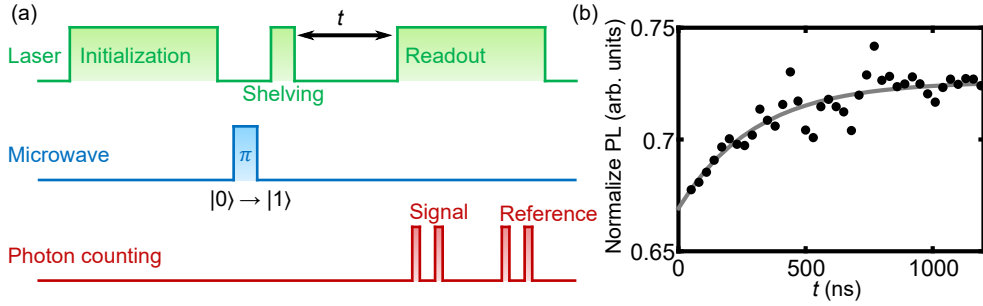 (a)
t
Laser
Initialization
Readout
Shelving
Microwave
π
|0⟩ → |1⟩
Signal
Reference
Photon counting
(b)
Normalize PL (arb. units)
0.75
0.7
0.65
0
500
1000
t (ns)